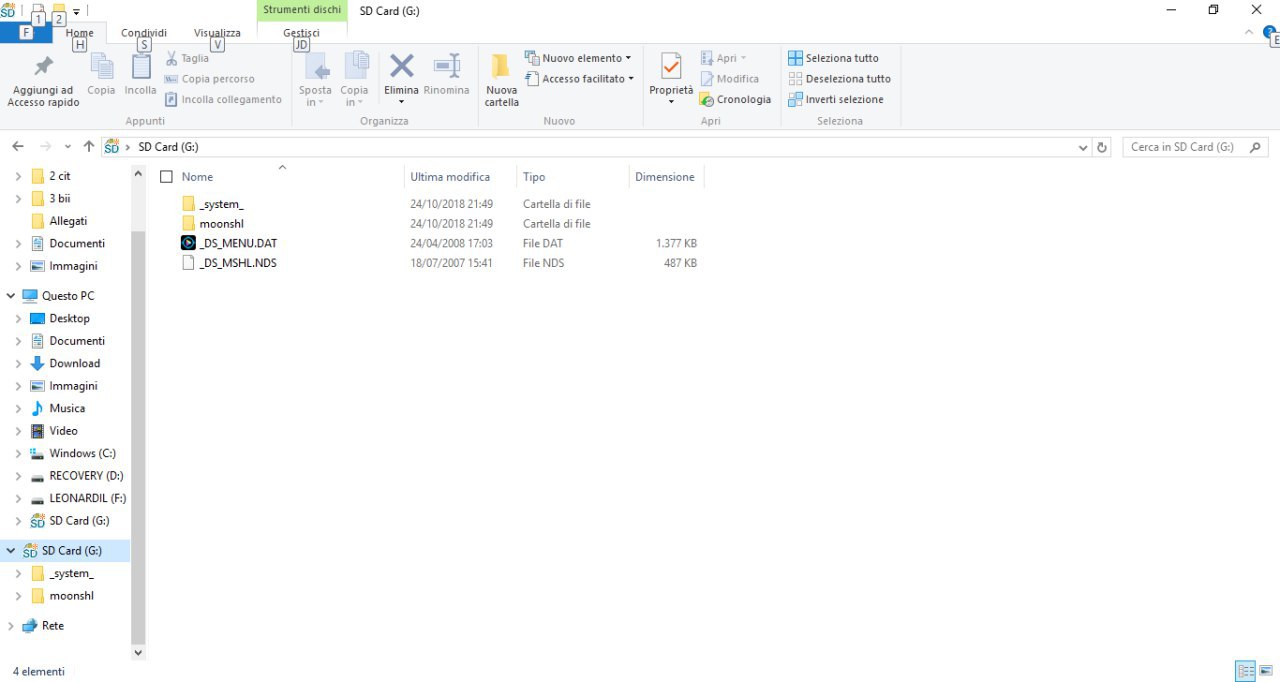 SD
1
2
Strumenti dischi
SD Card (G:)
F
Home
Condividi
Visualizza
Gestisci
H
S
V
JD
E
Aggiungi ad
Accesso rapido
Copia
Incolla
Taglia
Copia percorso
Incolla collegamento
Appunti
Sposta
in
Copia
in
Elimina
Rinomina
Organizza
Nuova
cartella
Nuovo elemento
Accesso facilitato
Nuovo
Proprietà
Apri
Modifica
Cronologia
Apri
Seleziona tutto
Deseleziona tutto
Inverti selezione
Seleziona
SD Card (G:)
Cerca in SD Card (G:)
2 cit
3 bii
Allegati
Documenti
Immagini
Questo PC
Desktop
Documenti
Download
Immagini
Musica
Video
Windows (C:)
RECOVERY (D:)
LEONARDIL (F:)
SD Card (G:)
SD Card (G:)
_system_
moonshl
Rete
Nome Ultima modifica Tipo Dimensione
_system_ 24/10/2018 21:49 Cartella di file
moonshl 24/10/2018 21:49 Cartella di file
_DS_MENU.DAT 24/04/2008 17:03 File DAT 1.377 KB
_DS_MSHL.NDS 18/07/2007 15:41 File NDS 487 KB
4 elementi